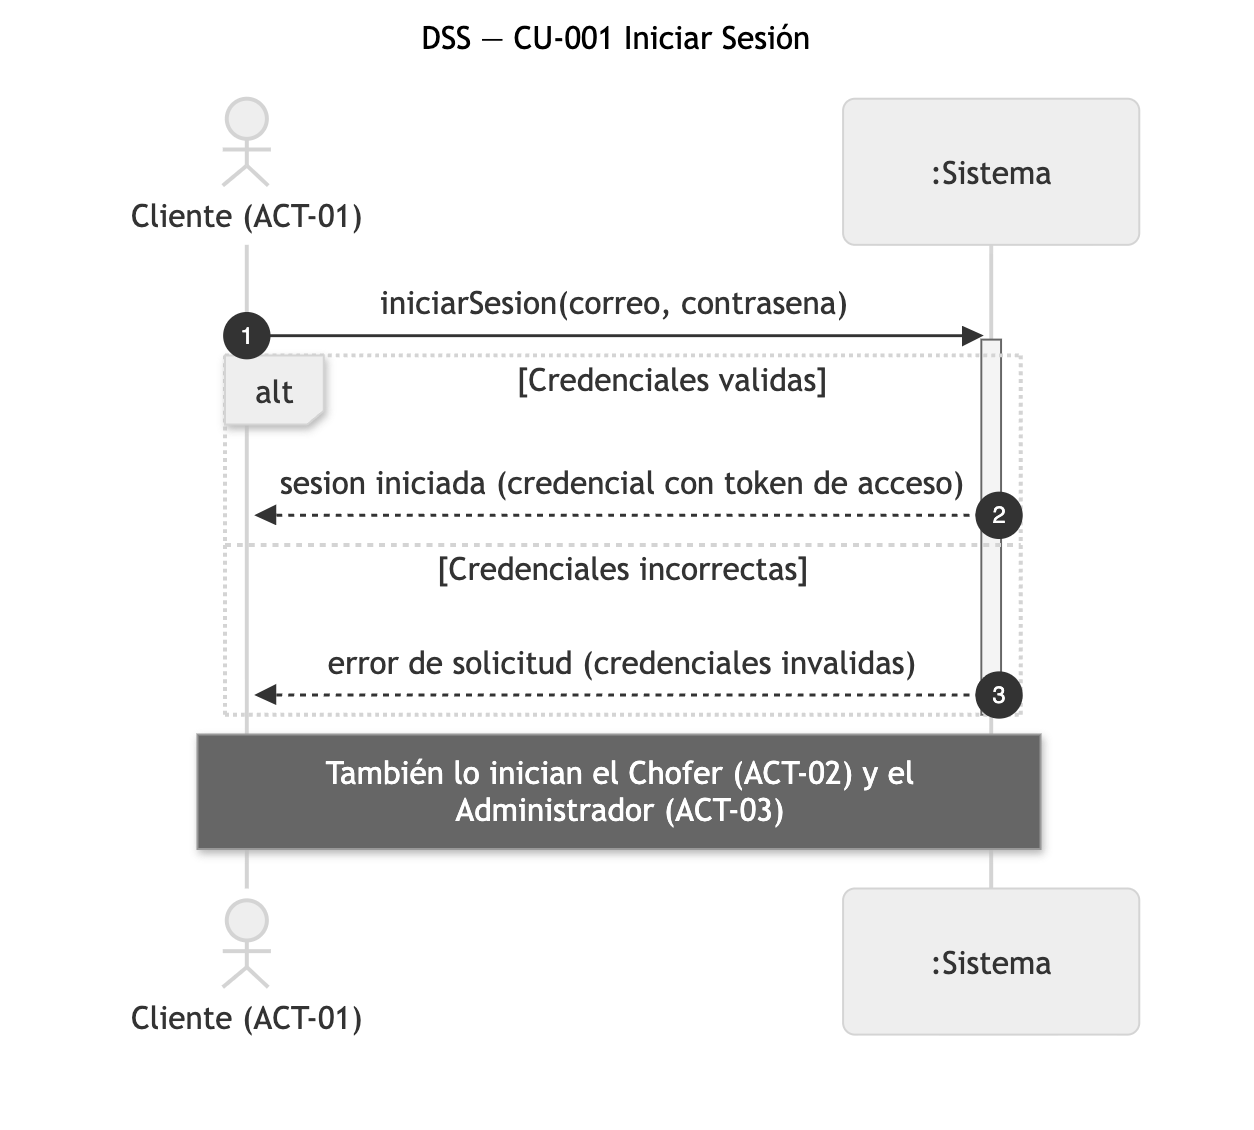 DSS — CU-001 Iniciar Sesión
Cliente (ACT-01)
:Sistema
iniciarSesion(correo, contrasena)
1
alt
[Credenciales validas]
sesion iniciada (credencial con token de acceso)
2
[Credenciales incorrectas]
error de solicitud (credenciales invalidas)
3
También lo inician el Chofer (ACT-02) y el
Administrador (ACT-03)
Cliente (ACT-01)
:Sistema